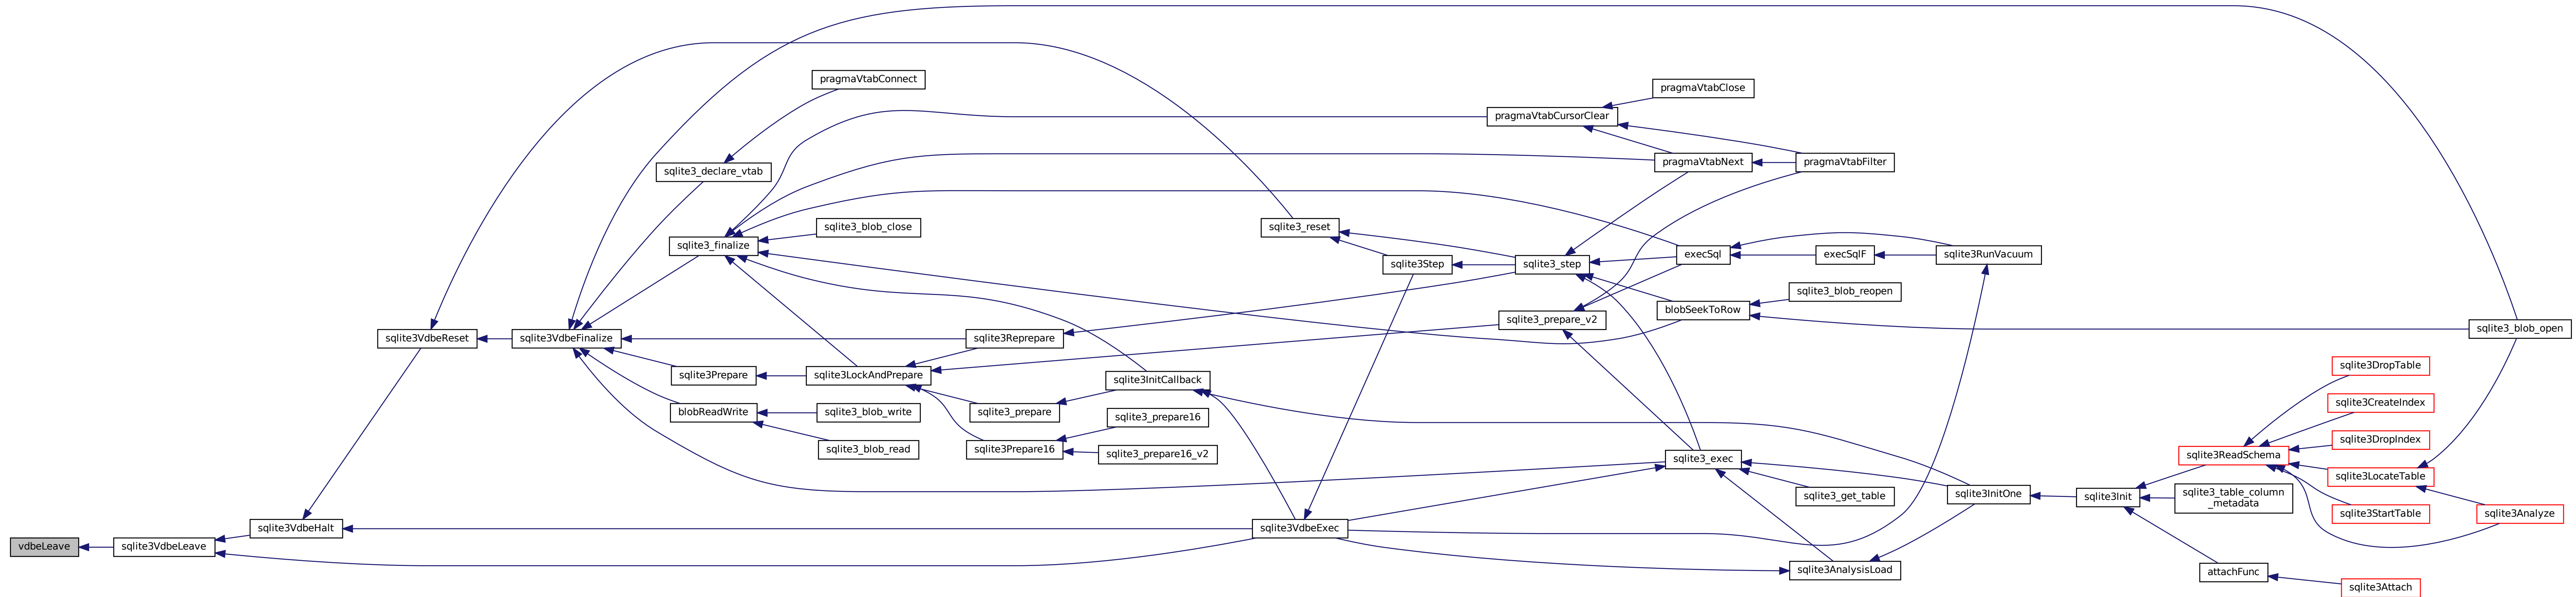 vdbeLeave
sqlite3VdbeLeave
sqlite3VdbeHalt
sqlite3VdbeReset
sqlite3VdbeFinalize
pragmaVtabConnect
sqlite3_declare_vtab
sqlite3_finalize
sqlite3_blob_close
sqlite3Prepare
sqlite3LockAndPrepare
blobReadWrite
sqlite3_blob_write
sqlite3_blob_read
sqlite3Reprepare
sqlite3_prepare
sqlite3Prepare16
sqlite3InitCallback
sqlite3_prepare16
sqlite3_prepare16_v2
sqlite3_reset
sqlite3VdbeExec
sqlite3Step
pragmaVtabCursorClear
sqlite3_step
sqlite3_prepare_v2
pragmaVtabClose
pragmaVtabNext
execSql
blobSeekToRow
sqlite3_exec
pragmaVtabFilter
execSqlF
sqlite3_blob_reopen
sqlite3_get_table
sqlite3AnalysisLoad
sqlite3RunVacuum
sqlite3InitOne
sqlite3Init
sqlite3ReadSchema
sqlite3_table_column
_metadata
attachFunc
sqlite3DropTable
sqlite3CreateIndex
sqlite3DropIndex
sqlite3LocateTable
sqlite3StartTable
sqlite3Attach
sqlite3_blob_open
sqlite3Analyze